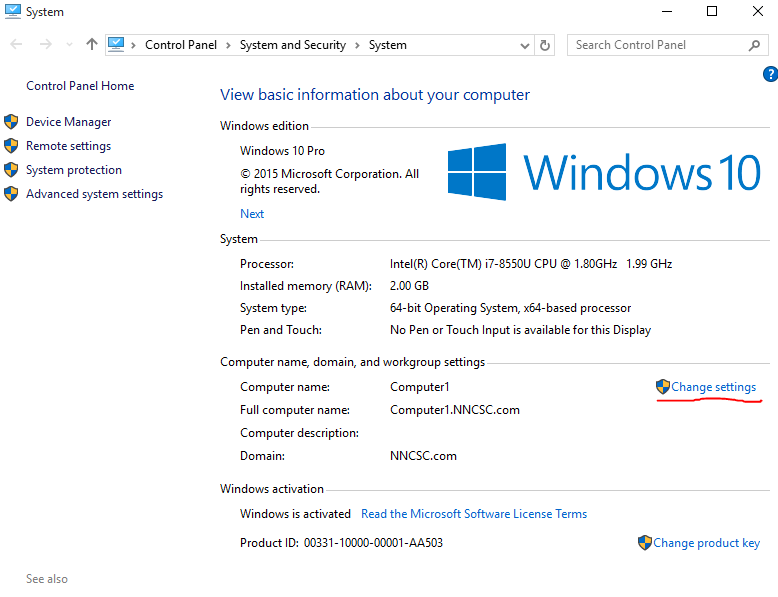 System
Control Panel > System and Security > System
Search Control Panel
?
Control Panel Home
Device Manager
Remote settings
System protection
Advanced system settings
View basic information about your computer
Windows edition
Windows 10 Pro
© 2015 Microsoft Corporation. All
rights reserved.
Next
Windows 10
System
Processor: Intel(R) Core(TM) i7-8550U CPU @ 1.80GHz 1.99 GHz
Installed memory (RAM): 2.00 GB
System type: 64-bit Operating System, x64-based processor
Pen and Touch: No Pen or Touch Input is available for this Display
Computer name, domain, and workgroup settings
Computer name: Computer1
Change settings
Full computer name: Computer1.NNCSC.com
Computer description:
Domain: NNCSC.com
Windows activation
Windows is activated Read the Microsoft Software License Terms
Product ID: 00331-10000-00001-AA503
Change product key
See also